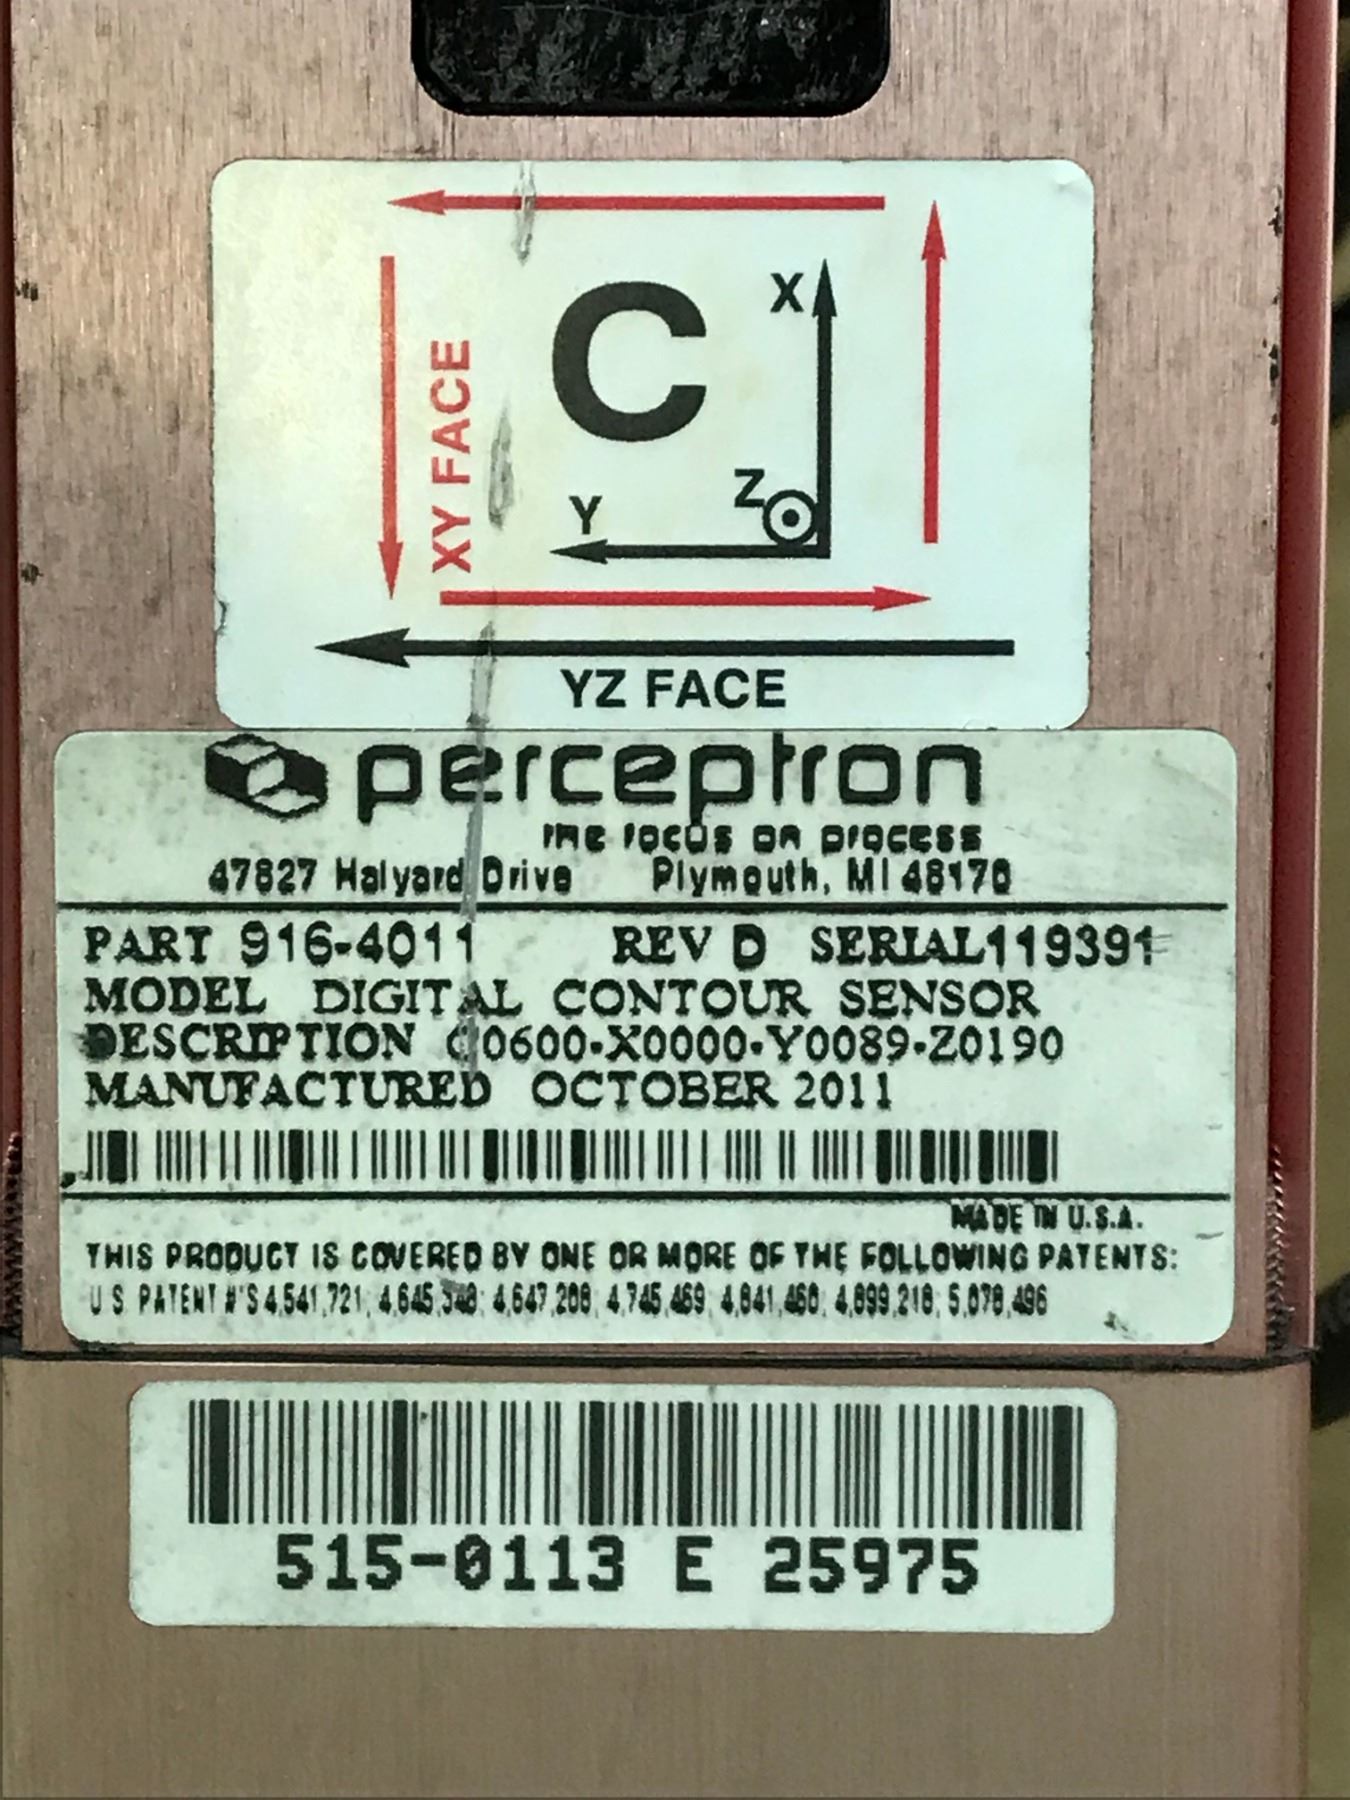 C
X
XY FACE
Z
Y
YZ FACE
perceptron
the focus on process
47827 Halyard Drive Plymouth, MI 48170
PART 916-4011 REV D SERIAL119391
MODEL DIGITAL CONTOUR SENSOR
DESCRIPTION C0600-X0000-Y0089-Z0190
MANUFACTURED OCTOBER 2011
MADE IN U.S.A.
THIS PRODUCT IS COVERED BY ONE OR MORE OF THE FOLLOWING PATENTS:
U S PATENT #'S 4,541,721, 4,645,348, 4,647,208, 4,745,469, 4,841,460, 4,899,218, 5,078,496
515-0113 E 25975